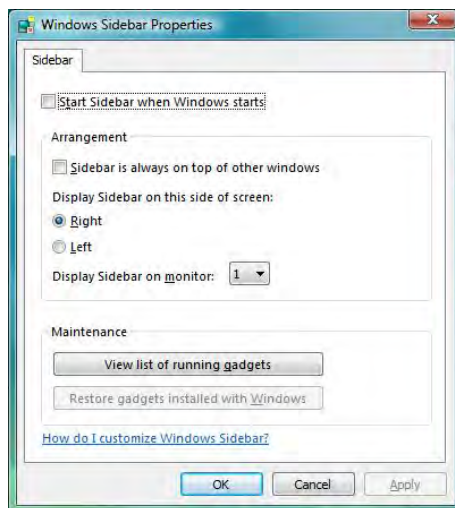 Windows Sidebar Properties
Sidebar
Start Sidebar when Windows starts
Arrangement
Sidebar is always on top of other windows
Display Sidebar on this side of screen:
Right
Left
Display Sidebar on monitor: 1
Maintenance
View list of running gadgets
Restore gadgets installed with Windows
How do I customize Windows Sidebar?
OK Cancel Apply